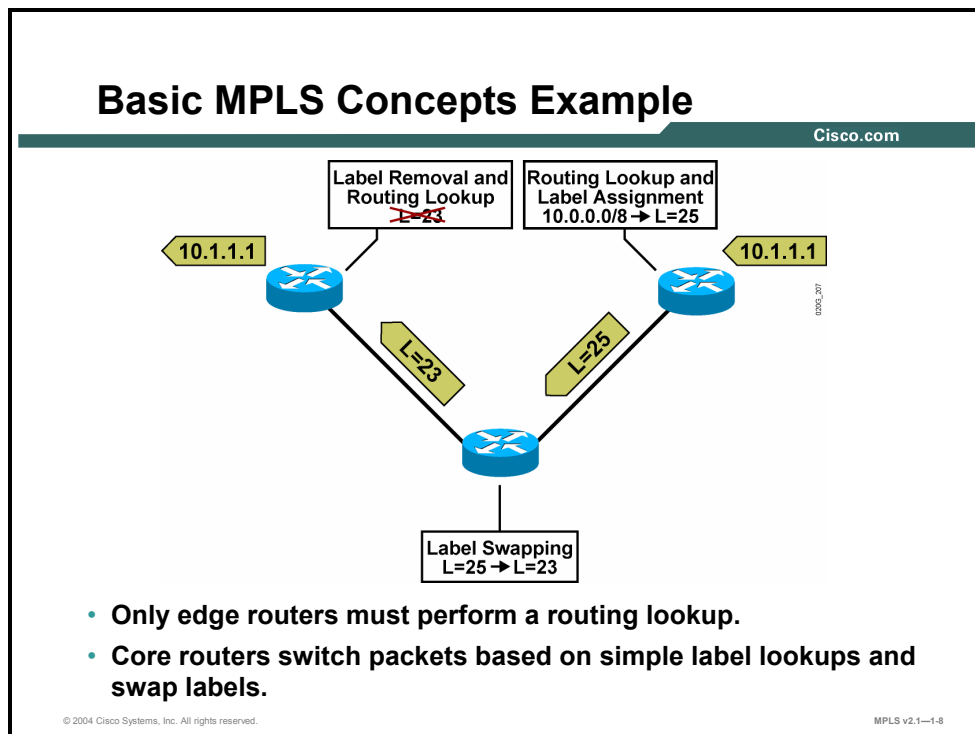 Basic MPLS Concepts Example
Cisco.com
Label Removal and
Routing Lookup
L=23
Routing Lookup and
Label Assignment
10.0.0.0/8 → L=25
10.1.1.1
10.1.1.1
020G_207
L=23
L=25
Label Swapping
L=25 → L=23
• Only edge routers must perform a routing lookup.
• Core routers switch packets based on simple label lookups and
swap labels.
© 2004 Cisco Systems, Inc. All rights reserved.
MPLS v2.1—1-8